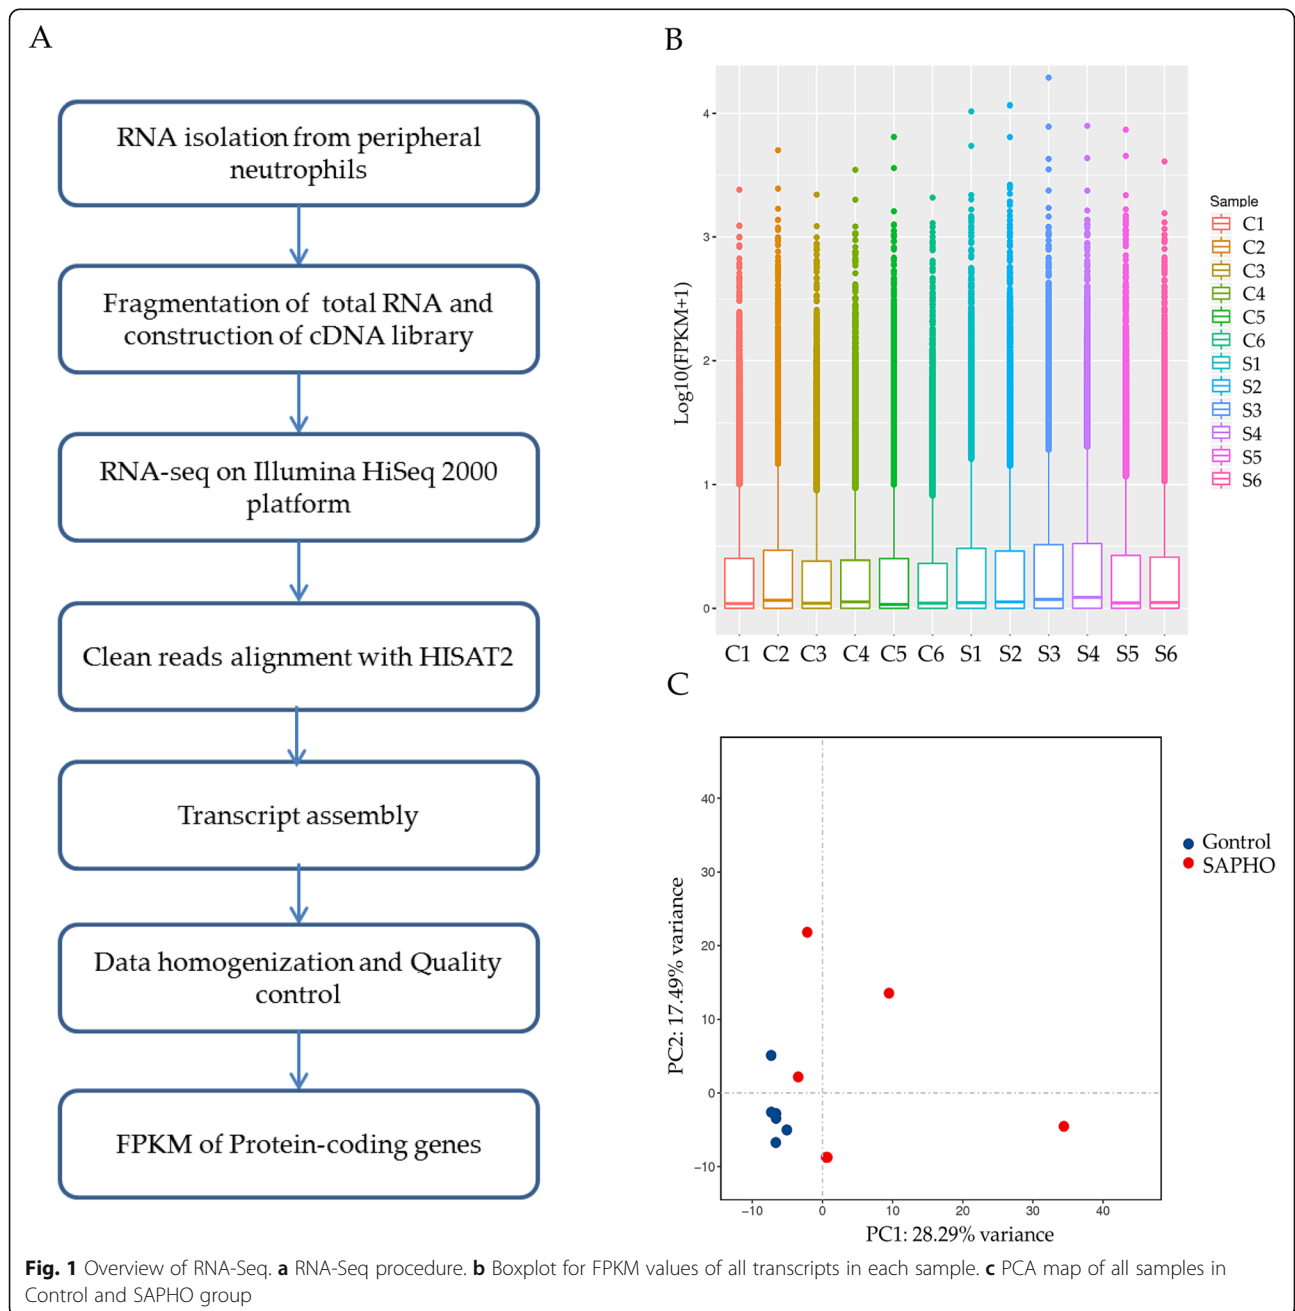 A
RNA isolation from peripheral
neutrophils
Fragmentation of total RNA and
construction of cDNA library
RNA-seq on Illumina HiSeq 2000
platform
Clean reads alignment with HISAT2
Transcript assembly
Data homogenization and Quality
control
FPKM of Protein-coding genes
B
Log10(FPKM+1)
4
3
2
1
0
C1 C2 C3 C4 C5 C6 S1 S2 S3 S4 S5 S6
Sample
C1
C2
C3
C4
C5
C6
S1
S2
S3
S4
S5
S6
C
PC2: 17.49% variance
40
30
20
10
0
−10
−10 0 10 20 30 40
PC1: 28.29% variance
Gontrol
SAPHO
Fig. 1 Overview of RNA-Seq. a RNA-Seq procedure. b Boxplot for FPKM values of all transcripts in each sample. c PCA map of all samples in
Control and SAPHO group